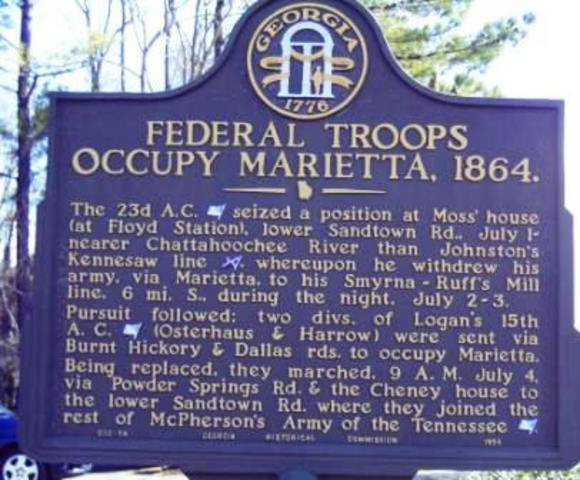 GEORGIA
1776
FEDERAL TROOPS
OCCUPY MARIETTA, 1864.
The 23d A.C. seized a position at Moss' house
(at Floyd Station), lower Sandtown Rd., July 1-
nearer Chattahoochee River than Johnston's
Kennesaw line, whereupon he withdrew his
army, via Marietta, to his Smyrna - Ruff's Mill
line, 6 mi. S., during the night, July 2-3.
Pursuit followed; two divs. of Logan's 15th
A. C. (Osterhaus & Harrow) were sent via
Burnt Hickory & Dallas rds. to occupy Marietta.
Being replaced, they marched, 9 A.M. July 4,
via Powder Springs Rd. & the Cheney house to
the lower Sandtown Rd. where they joined the
rest of McPherson's Army of the Tennessee
GEORGIA HISTORICAL COMMISSION 1954